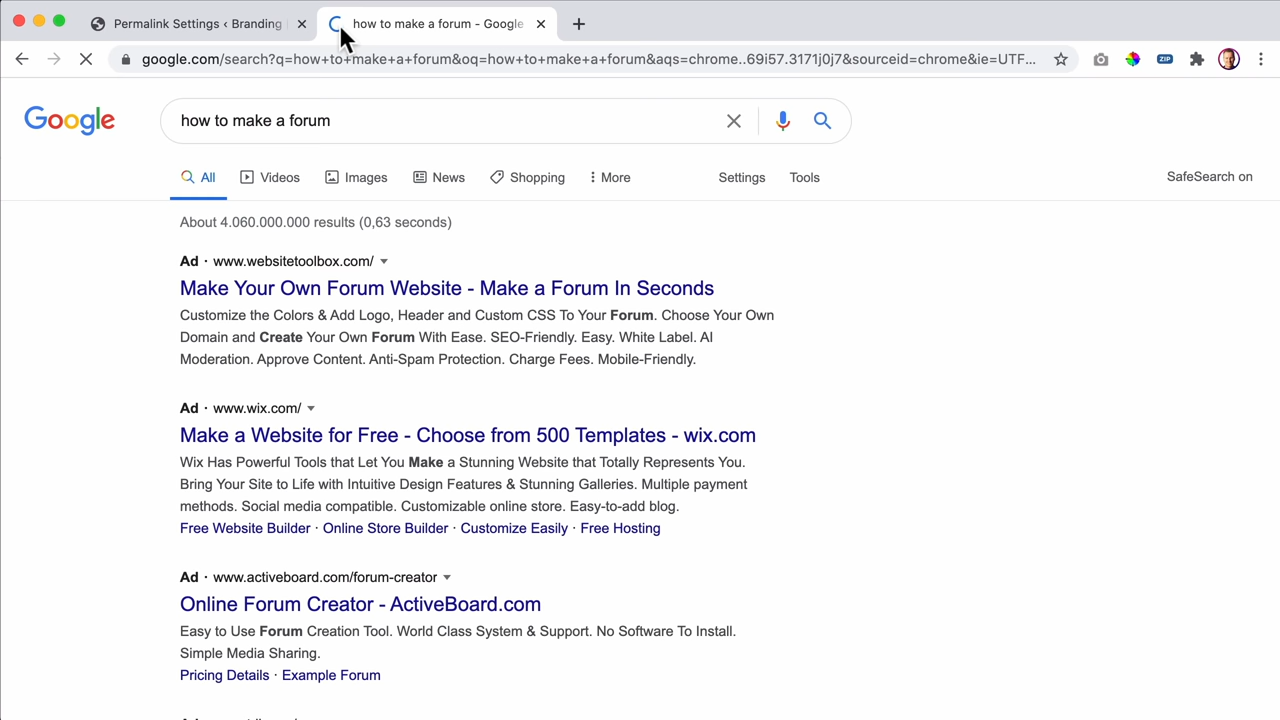 Permalink Settings ‹ Branding
how to make a forum - Google
google.com/search?q=how+to+make+a+forum&oq=how+to+make+a+forum&aqs=chrome..69i57.3171j0j7&sourceid=chrome&ie=UTF...
ZIP
Google
how to make a forum
All Videos Images News Shopping More Settings Tools SafeSearch on
About 4.060.000.000 results (0,63 seconds)
Ad · www.websitetoolbox.com/
Make Your Own Forum Website - Make a Forum In Seconds
Customize the Colors & Add Logo, Header and Custom CSS To Your Forum. Choose Your Own
Domain and Create Your Own Forum With Ease. SEO-Friendly. Easy. White Label. AI
Moderation. Approve Content. Anti-Spam Protection. Charge Fees. Mobile-Friendly.
Ad · www.wix.com/
Make a Website for Free - Choose from 500 Templates - wix.com
Wix Has Powerful Tools that Let You Make a Stunning Website that Totally Represents You.
Bring Your Site to Life with Intuitive Design Features & Stunning Galleries. Multiple payment
methods. Social media compatible. Customizable online store. Easy-to-add blog.
Free Website Builder · Online Store Builder · Customize Easily · Free Hosting
Ad · www.activeboard.com/forum-creator
Online Forum Creator - ActiveBoard.com
Easy to Use Forum Creation Tool. World Class System & Support. No Software To Install.
Simple Media Sharing.
Pricing Details · Example Forum